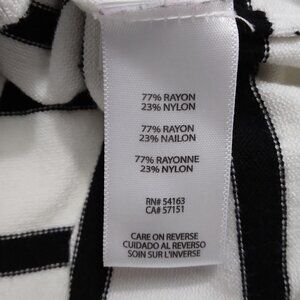 77% RAYON
23% NYLON
77% RAYON
23% NAILON
77% RAYONNE
23% NYLON
RN# 54163
CA# 57151
CARE ON REVERSE
CUIDADO AL REVERSO
SOIN SUR L'INVERSE